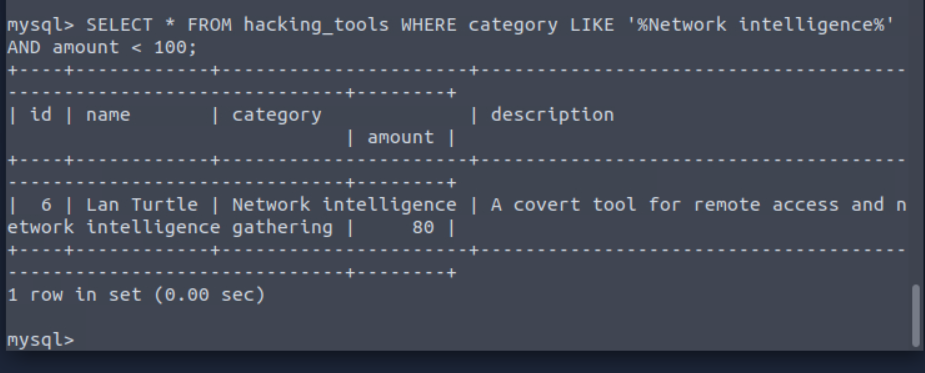 mysql> SELECT * FROM hacking_tools WHERE category LIKE '%Network intelligence%'
AND amount < 100;
+----+------------+----------------------+--------------------------------------
------------------------------+--------+
| id | name       | category             | description
                              | amount |
+----+------------+----------------------+--------------------------------------
------------------------------+--------+
|  6 | Lan Turtle | Network intelligence | A covert tool for remote access and n
etwork intelligence gathering |     80 |
+----+------------+----------------------+--------------------------------------
------------------------------+--------+
1 row in set (0.00 sec)

mysql>